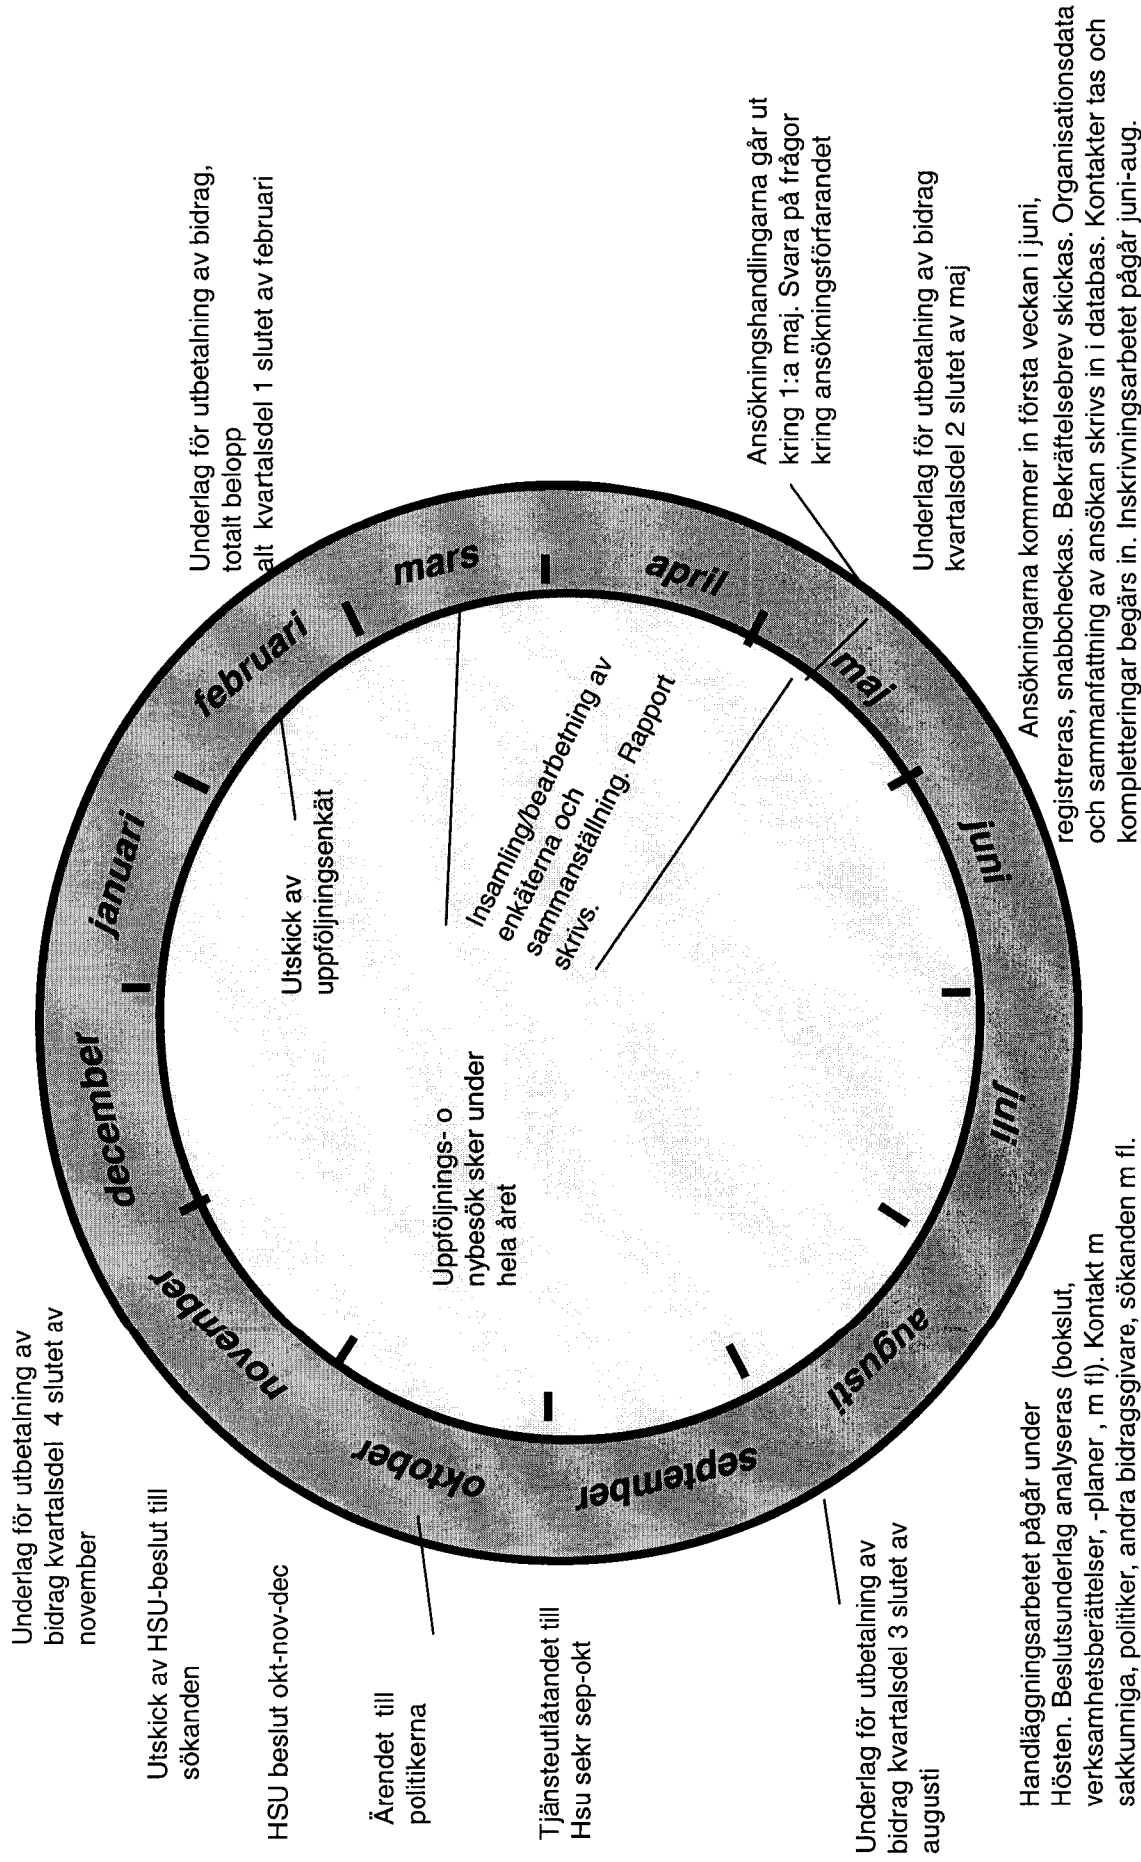 Underlag för utbetalning av
bidrag kvartalsdel 4 slutet av
november
Utskick av HSU-beslut till
sökanden
HSU beslut okt-nov-dec
Ärendet till
politikerna
Tjänsteutlåtandet till
Hsu sekr sep-okt
Underlag för utbetalning av
bidrag kvartalsdel 3 slutet av
augusti
Handläggningsarbetet pågår under
Hösten. Beslutsunderlag analyseras (bokslut,
verksamhetsberättelser, -planer , m fl). Kontakt m
sakkunniga, politiker, andra bidragsgivare, sökanden m fl.
januari
februari
mars
april
maj
juni
juli
augusti
september
oktober
november
december
Utskick av
uppföljningsenkät
Insamling/bearbetning av
enkäterna och
sammanställning. Rapport
skrivs.
Uppföljnings- o
nybesök sker under
hela året
Underlag för utbetalning av bidrag,
totalt belopp
alt kvartalsdel 1 slutet av februari
Ansökningshandlingarna går ut
kring 1:a maj. Svara på frågor
kring ansökningsförfarandet
Underlag för utbetalning av bidrag
kvartalsdel 2 slutet av maj
Ansökningarna kommer in första veckan i juni,
registreras, snabbcheckas. Bekräftelsebrev skickas. Organisationsdata
och sammanfattning av ansökan skrivs in i databas. Kontakter tas och
kompletteringar begärs in. Inskrivningsarbetet pågår juni-aug.